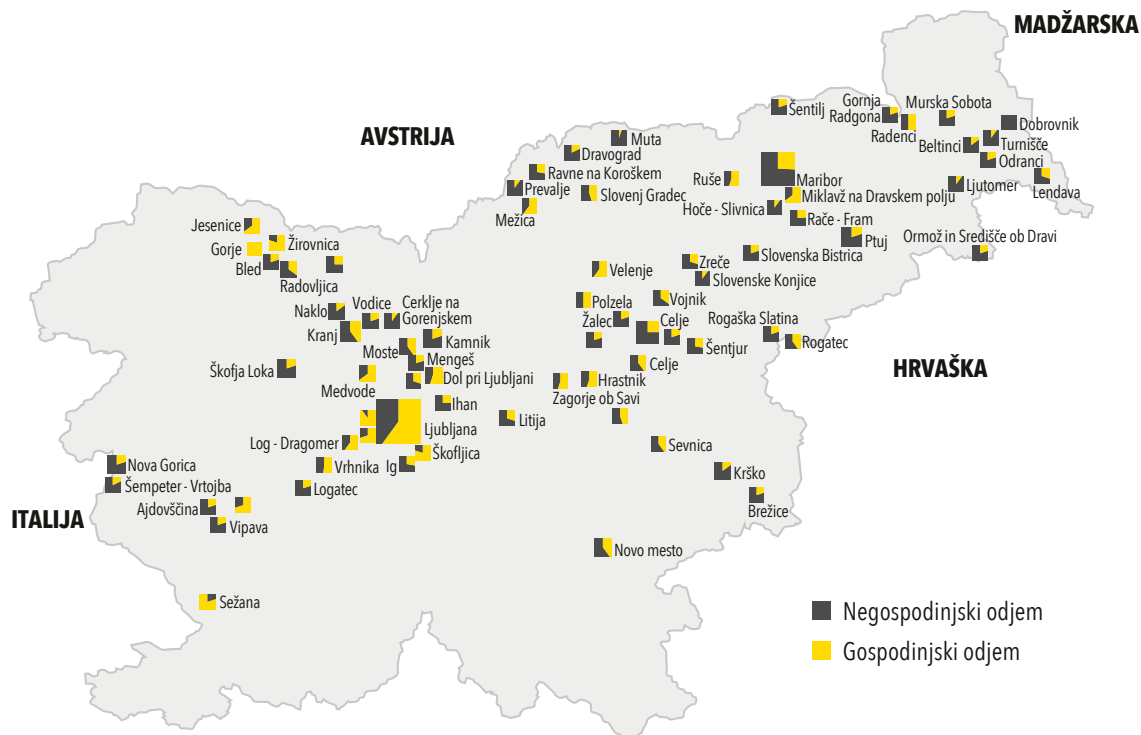 MADŽARSKA
AVSTRIJA
Šentilj
Gornja
Radgona
Murska Sobota
Radenci
Dobrovnik
Turnišče
Beltinci
Odranci
Muta
Dravograd
Ravne na Koroškem
Prevalje
Mežica
Slovenj Gradec
Ruše
Maribor
Miklavž na Dravskem polju
Hoče - Slivnica
Rače - Fram
Ljutomer
Lendava
Ptuj
Ormož in Središče ob Dravi
Jesenice
Žirovnica
Gorje
Bled
Radovljica
Velenje
Zreče
Slovenska Bistrica
Slovenske Konjice
Naklo
Vodice
Cerklje na
Gorenjskem
Kranj
Kamnik
Moste
Mengeš
Polzela
Vojnik
Žalec
Celje
Rogaška Slatina
Šentjur
Rogatec
HRVAŠKA
Škofja Loka
Medvode
Dol pri Ljubljani
Celje
Hrastnik
Zagorje ob Savi
Ihan
Litija
Ljubljana
Log - Dragomer
Škofljica
Sevnica
Nova Gorica
Vrhnika
Ig
Krško
Šempeter - Vrtojba
Logatec
Brežice
ITALIJA
Ajdovščina
Vipava
Novo mesto
Sežana
Negospodinjski odjem
Gospodinjski odjem